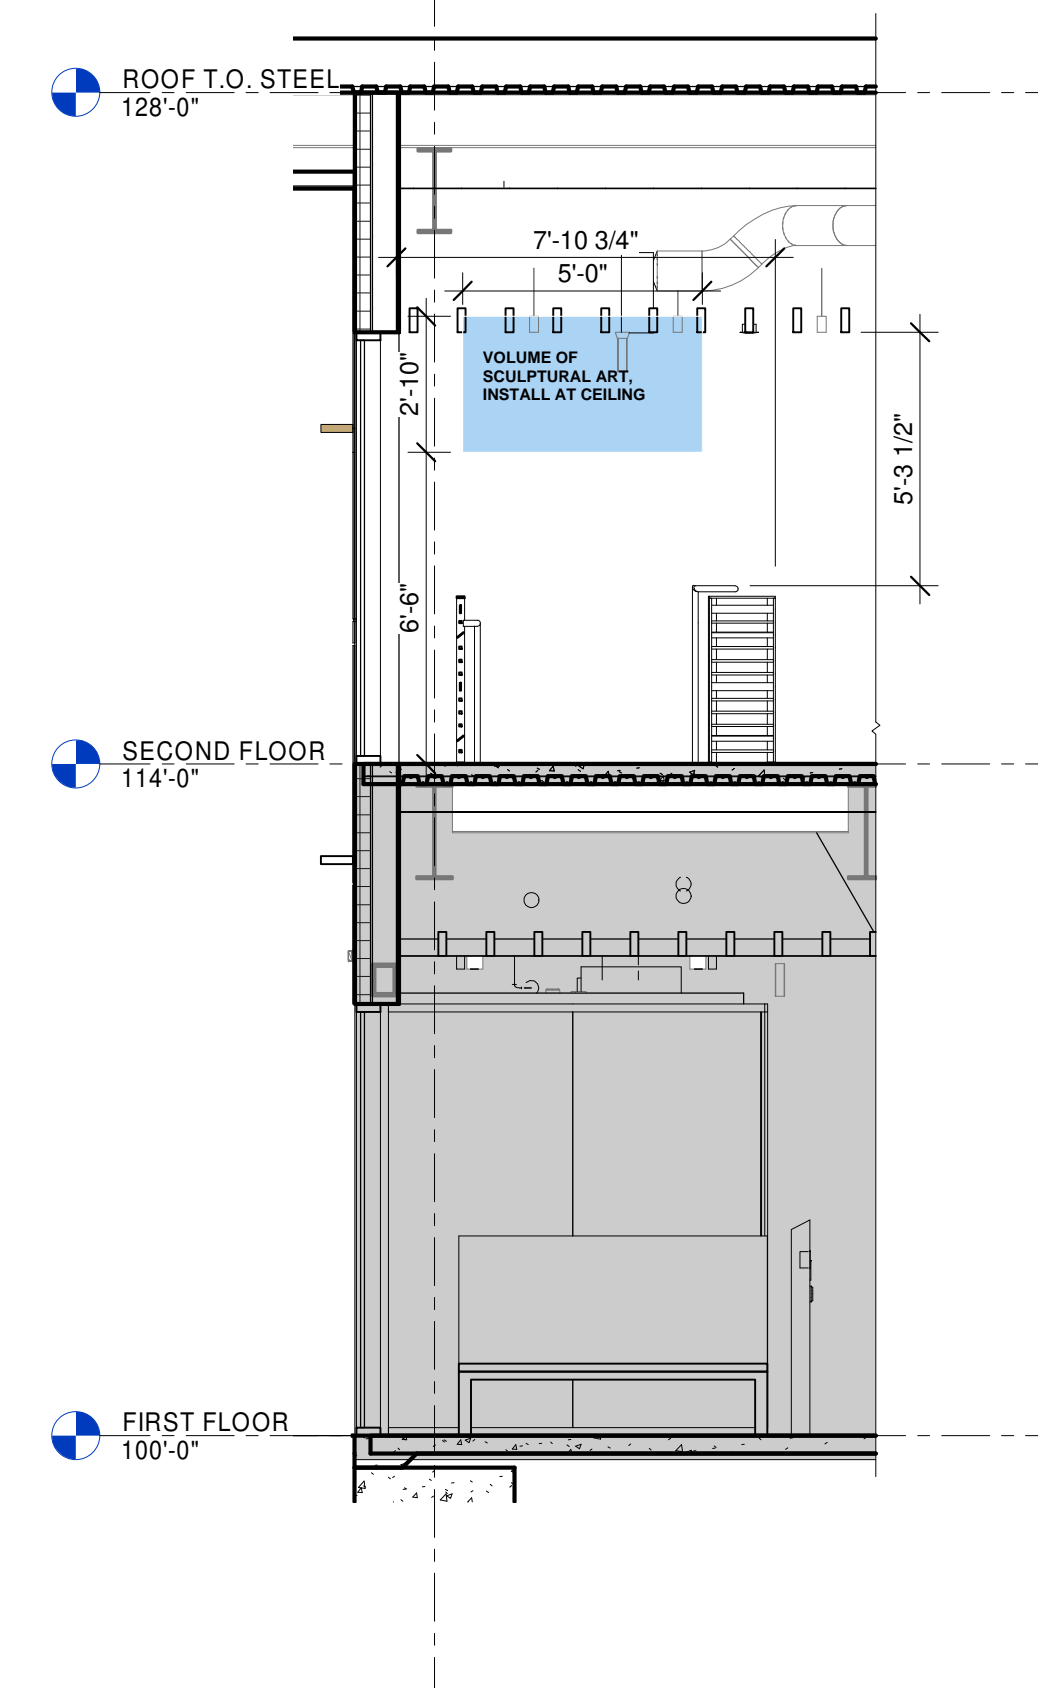 ROOF T.O. STEEL
128'-0"
7'-10 3/4"
5'-0"
VOLUME OF
SCULPTURAL ART,
INSTALL AT CEILING
2'-10"
5'-3 1/2"
6'-6"
SECOND FLOOR
114'-0"
FIRST FLOOR
100'-0"